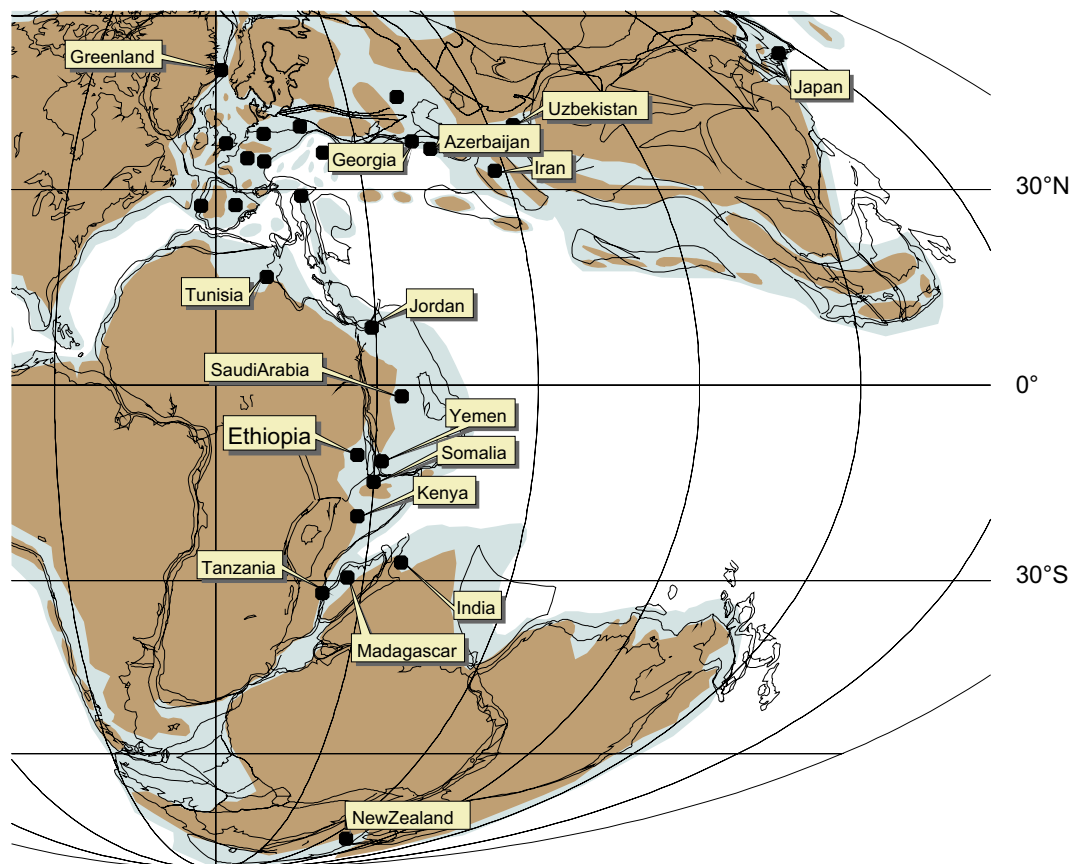 Greenland
Japan
Uzbekistan
Azerbaijan
Georgia
Iran
30°N
Tunisia
Jordan
SaudiArabia
0°
Yemen
Ethiopia
Somalia
Kenya
Tanzania
30°S
India
Madagascar
NewZealand